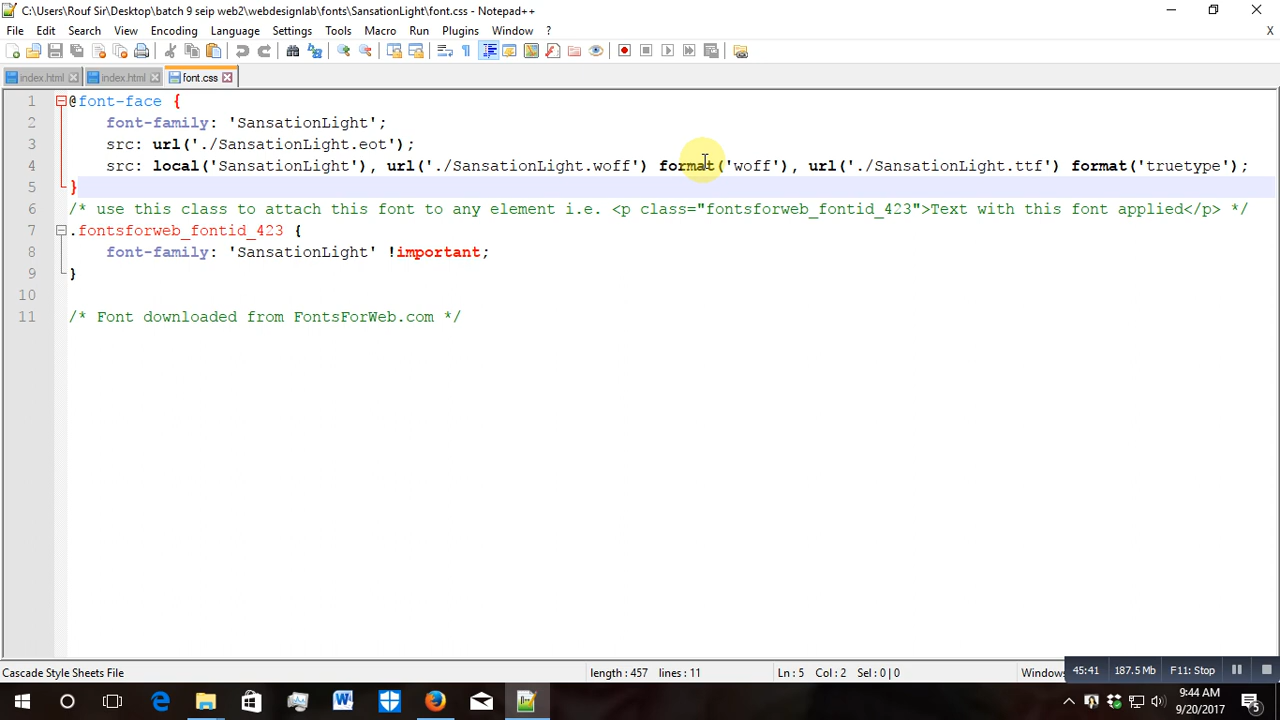 C:\Users\Rouf Sir\Desktop\batch 9 seip web2\webdesignlab\fonts\SansationLight\font.css - Notepad++
File Edit Search View Encoding Language Settings Tools Macro Run Plugins Window ?
X
index.html index.html font.css
1 @font-face {
2 font-family: 'SansationLight';
3 src: url('./SansationLight.eot');
4 src: local('SansationLight'), url('./SansationLight.woff') format('woff'), url('./SansationLight.ttf') format('truetype');
5 }
6 /* use this class to attach this font to any element i.e. <p class="fontsforweb_fontid_423">Text with this font applied</p> */
7 .fontsforweb_fontid_423 {
8 font-family: 'SansationLight' !important;
9 }
10
11 /* Font downloaded from FontsForWeb.com */
Cascade Style Sheets File length : 457 lines : 11 Ln : 5 Col : 2 Sel : 0 | 0 Windows 45:41 187.5 Mb F11: Stop
9:44 AM
9/20/2017
5